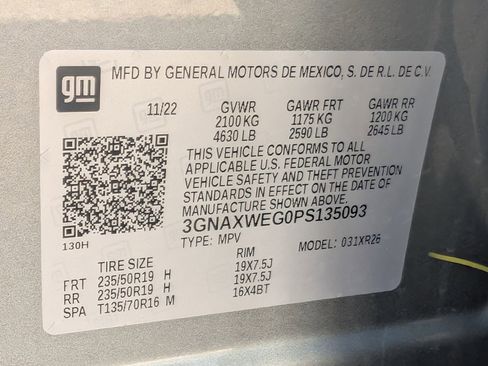 gm
MFD BY GENERAL MOTORS DE MEXICO, S. DE R.L. DE C.V.
11/22 GVWR GAWR FRT GAWR RR
2100 KG 1175 KG 1200 KG
4630 LB 2590 LB 2645 LB
THIS VEHICLE CONFORMS TO ALL
APPLICABLE U.S. FEDERAL MOTOR
VEHICLE SAFETY AND THEFT PREVENTION
STANDARDS IN EFFECT ON THE DATE OF
MANUFACTURE SHOWN ABOVE.
3GNAXWEG0PS135093
130H TYPE: MPV MODEL: 031XR26
TIRE SIZE RIM
FRT 235/50R19 H 19X7.5J
RR 235/50R19 H 19X7.5J
SPA T135/70R16 M 16X4BT